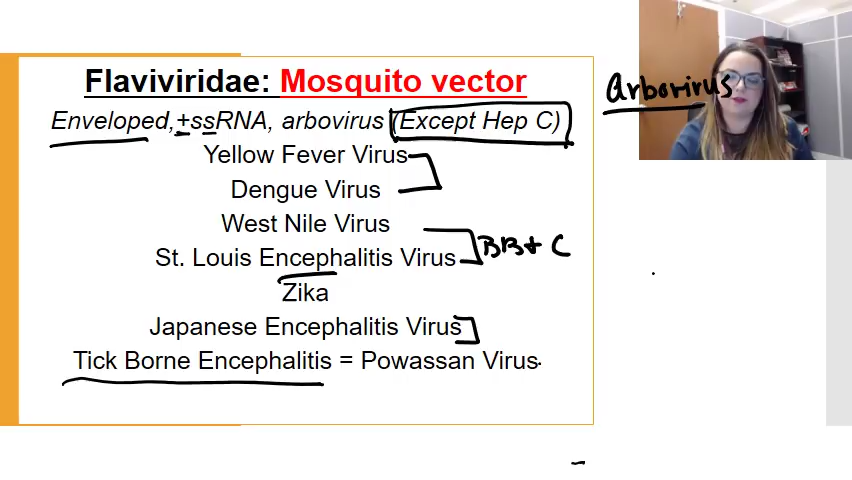 Flaviviridae: Mosquito vector
Arbovirus
Enveloped,+ssRNA, arbovirus (Except Hep C)
Yellow Fever Virus
Dengue Virus
West Nile Virus
St. Louis Encephalitis Virus
BB+ C
Zika
Japanese Encephalitis Virus
Tick Borne Encephalitis = Powassan Virus